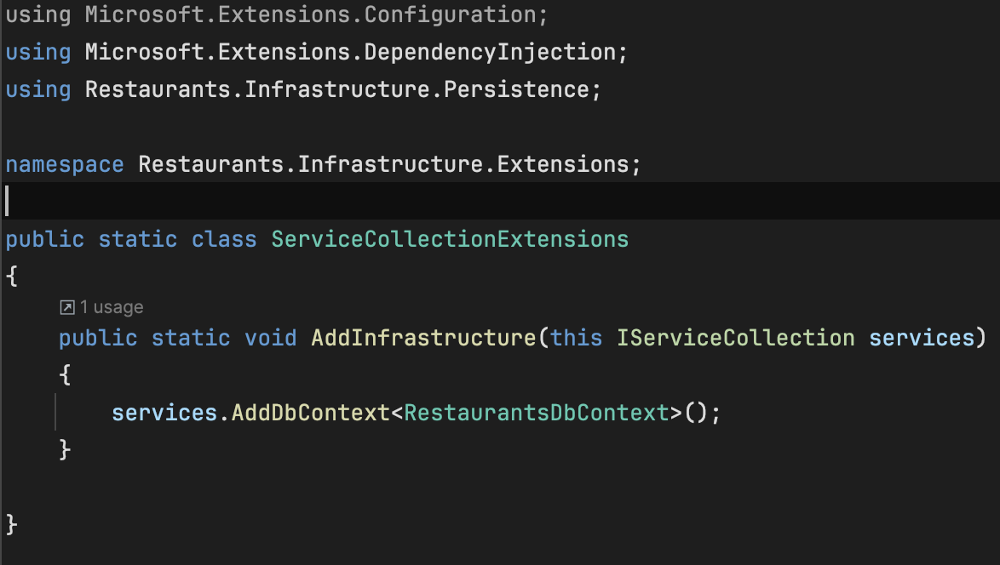 using Microsoft.Extensions.Configuration;
using Microsoft.Extensions.DependencyInjection;
using Restaurants.Infrastructure.Persistence;
namespace Restaurants.Infrastructure.Extensions;
public static class ServiceCollectionExtensions
{
1 usage
public static void AddInfrastructure(this IServiceCollection services)
{
services.AddDbContext<RestaurantsDbContext>();
}
}